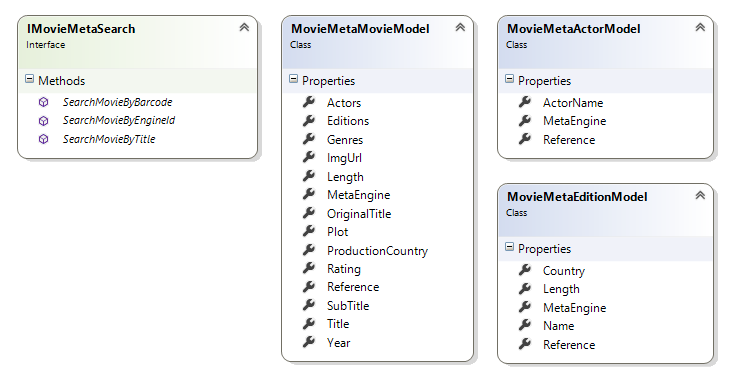 IMovieMetaSearch
Interface
Methods
SearchMovieByBarcode
SearchMovieByEngineId
SearchMovieByTitle
MovieMetaMovieModel
Class
Properties
Actors
Editions
Genres
ImgUrl
Length
MetaEngine
OriginalTitle
Plot
ProductionCountry
Rating
Reference
SubTitle
Title
Year
MovieMetaActorModel
Class
Properties
ActorName
MetaEngine
Reference
MovieMetaEditionModel
Class
Properties
Country
Length
MetaEngine
Name
Reference